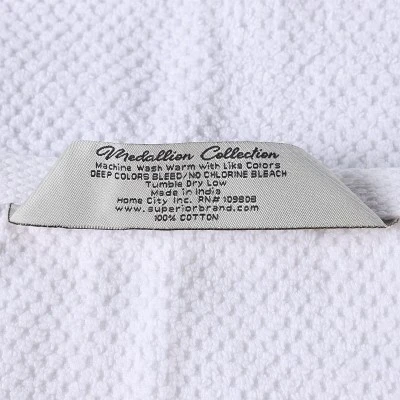 Medallion Collection
Machine Wash Warm with Like Colors
DEEP COLORS BLEED/NO CHLORINE BLEACH
Tumble Dry Low
Made in India
Home City Inc. RN# 109808
www.superiorbrand.com
100% COTTON